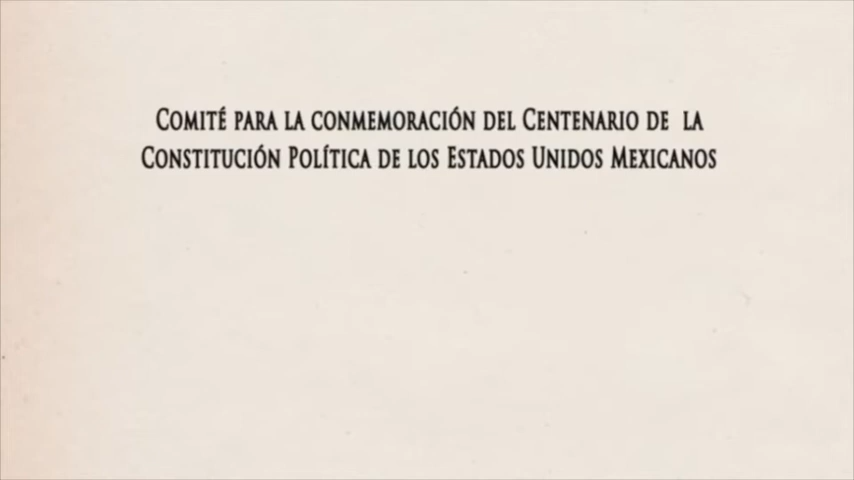 Comité para la conmemoración del Centenario de la
Constitución Política de los Estados Unidos Mexicanos